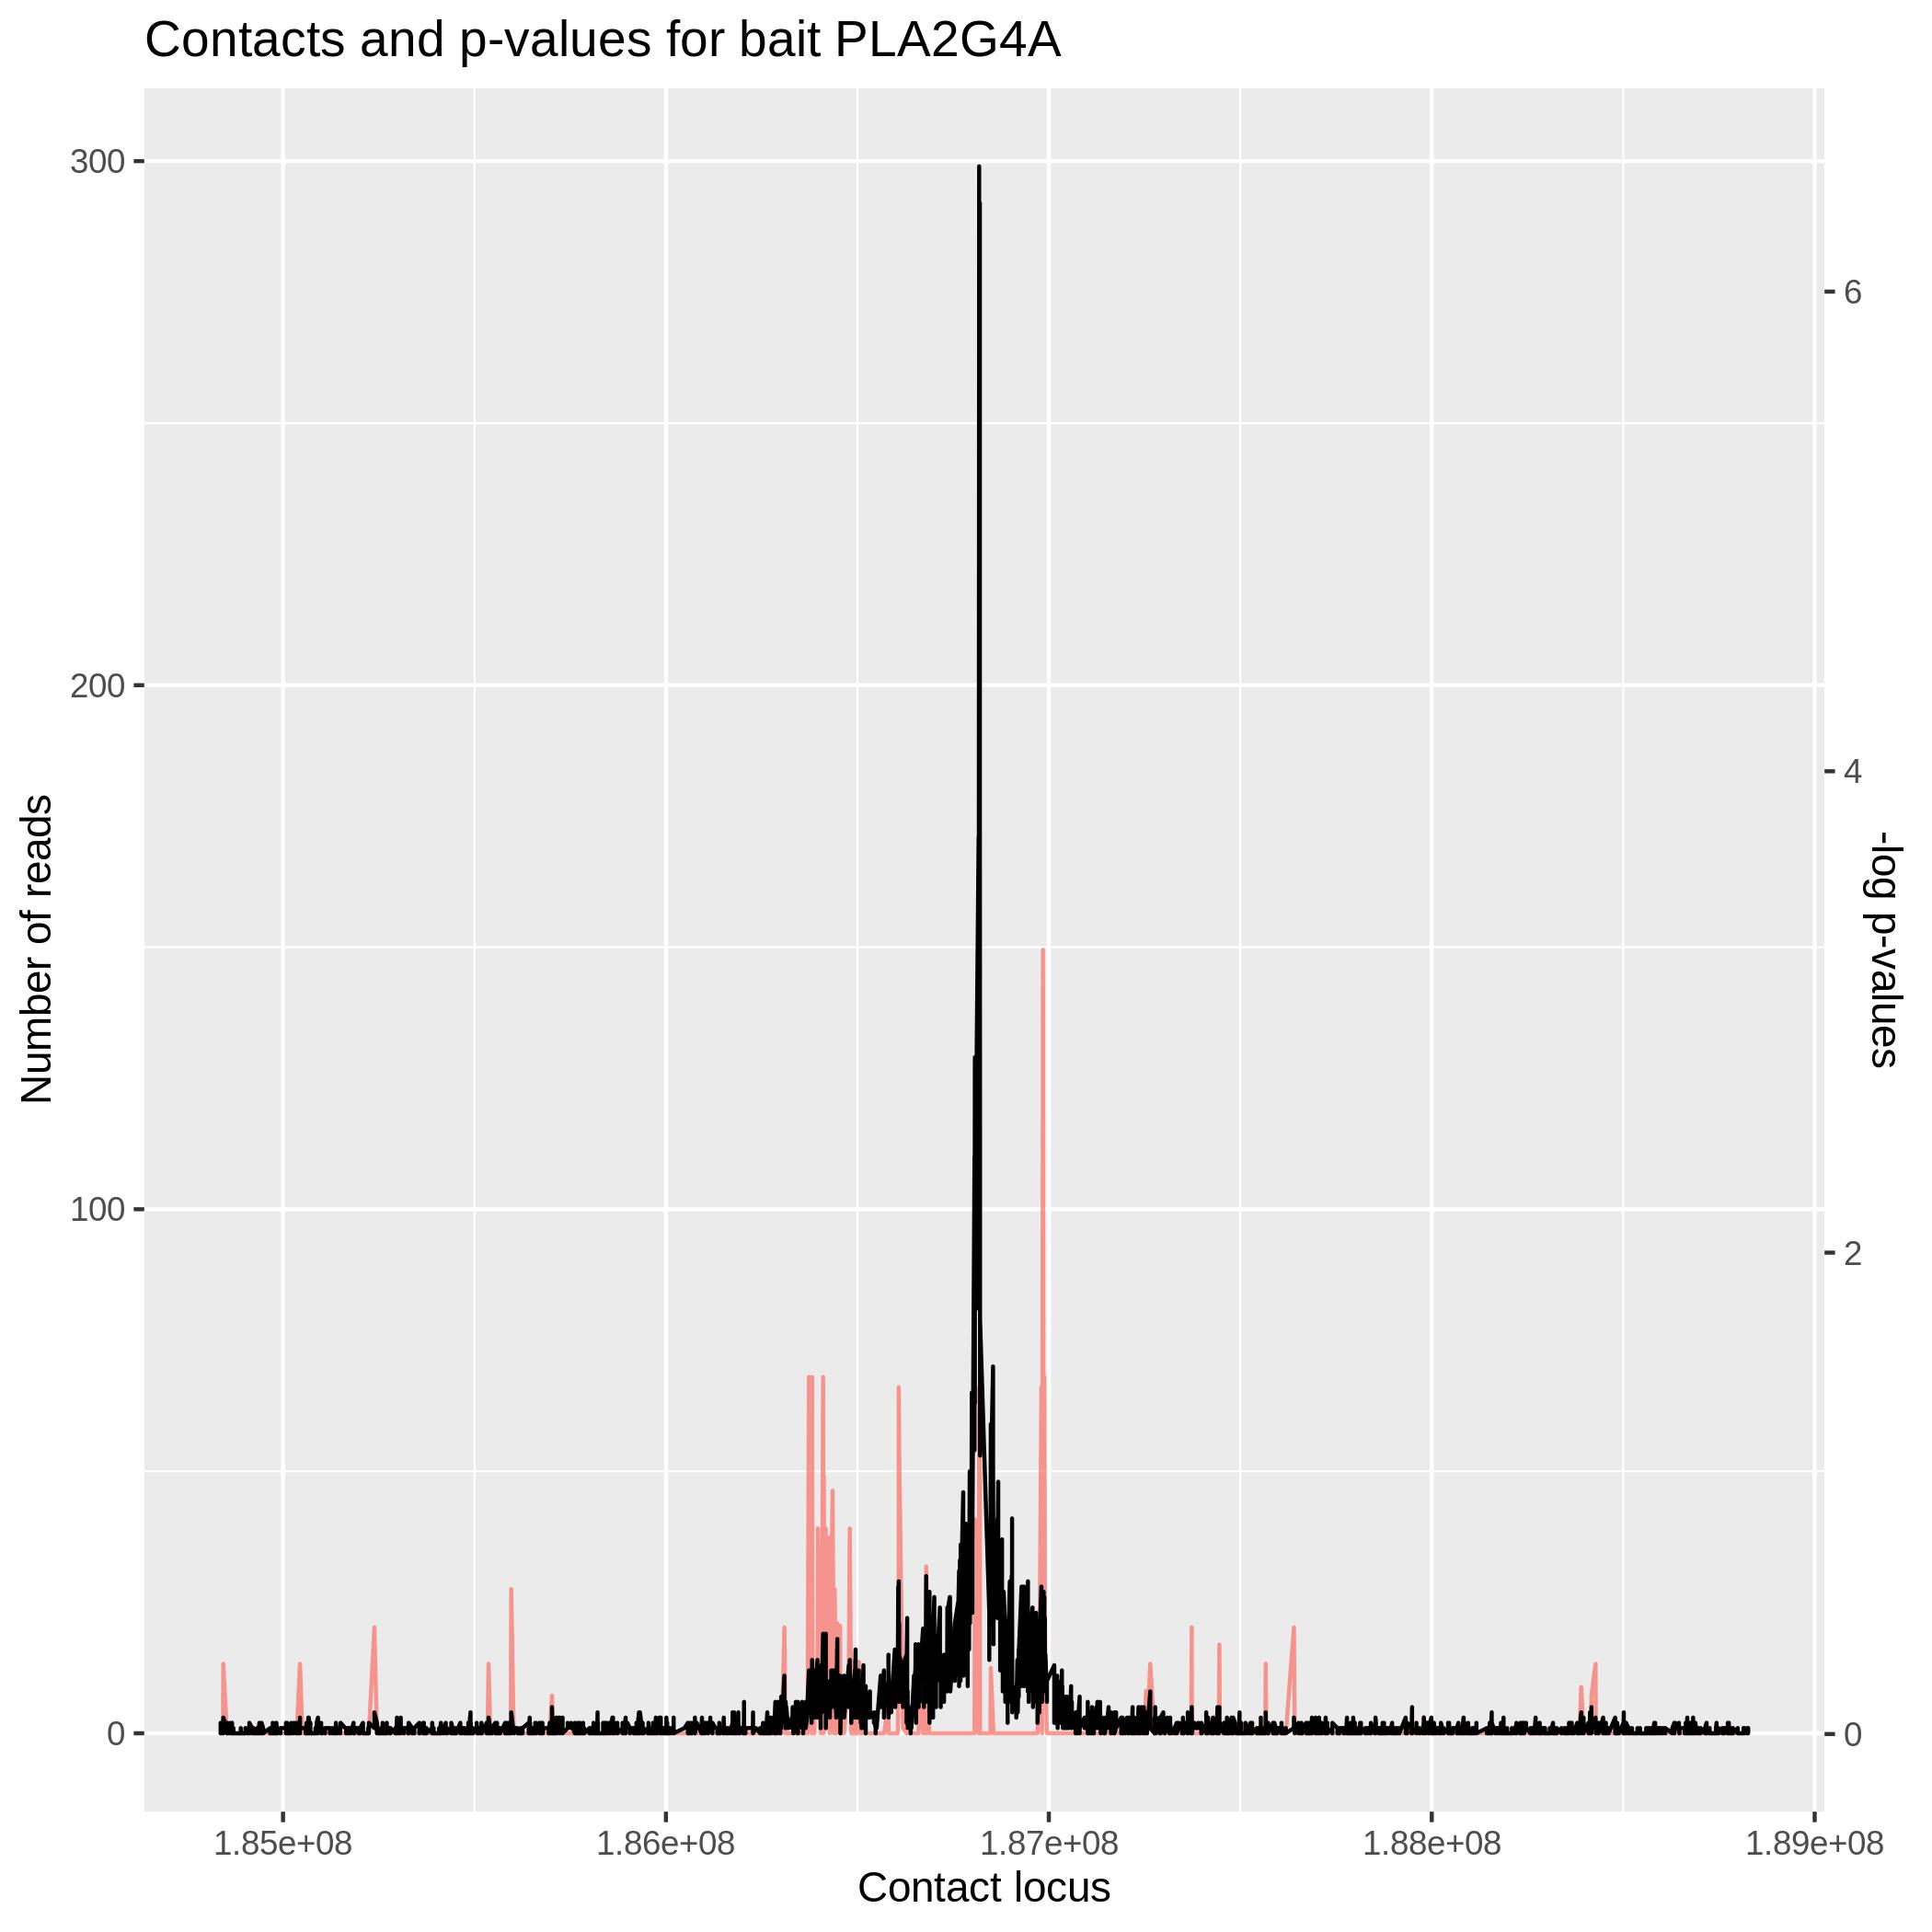 Contacts and p-values for bait PLA2G4A
300
200
100
0
Number of reads
6
4
2
0
-log p-values
1.85e+08 1.86e+08 1.87e+08 1.88e+08 1.89e+08
Contact locus